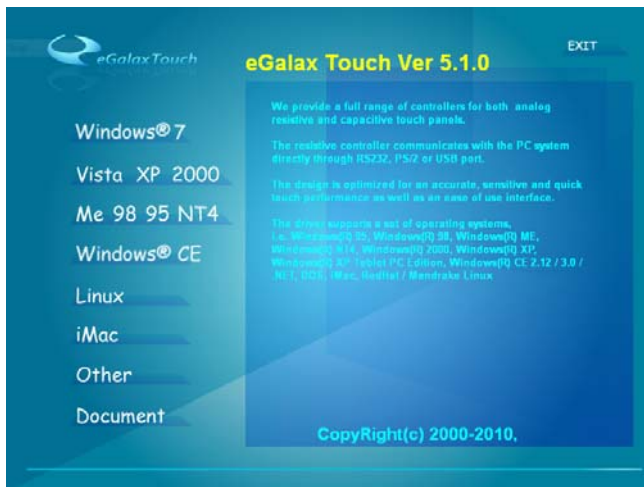 eGalaxTouch
eGalax Touch Ver 5.1.0
EXIT
Windows® 7
Vista XP 2000
Me 98 95 NT4
Windows® CE
Linux
iMac
Other
Document
We provide a full range of controllers for both analog
resistive and capacitive touch panels.
The resistive controller communicates with the PC system
directly through RS232, PS/2 or USB port.
The design is optimized for an accurate, sensitive and quick
touch performance as well as an ease of use interface.
The driver supports a set of operating systems,
i.e. Windows(R) 95, Windows(R) 98, Windows(R) ME,
Windows(R) NT4, Windows(R) 2000, Windows(R) XP,
Windows(R) XP Tablet PC Edition, Windows(R) CE 2.12 / 3.0 /
.NET, DOS, iMac, RedHat / Mandrake Linux
CopyRight(c) 2000-2010,